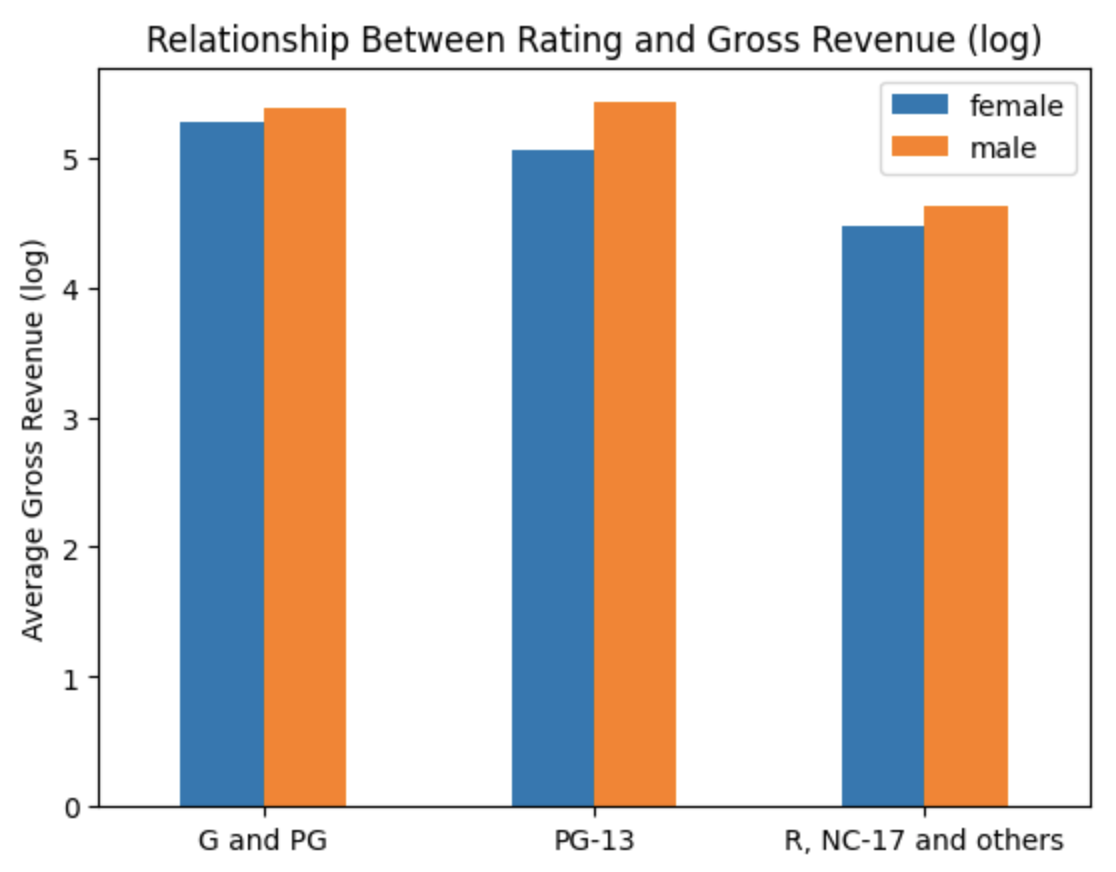 Relationship Between Rating and Gross Revenue (log)
female
male
Average Gross Revenue (log)
5
4
3
2
1
0
G and PG
PG-13
R, NC-17 and others